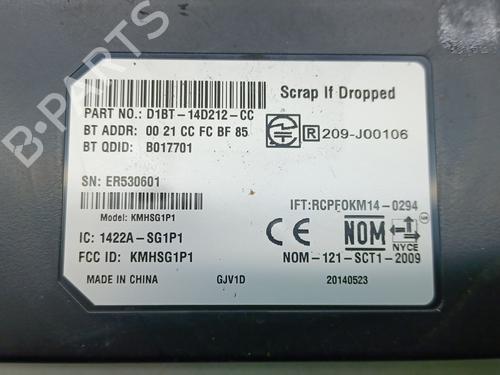 B-PARTS
Scrap If Dropped
PART NO.: D1BT-14D212-CC
BT ADDR: 00 21 CC FC BF 85
R 209-J00106
BT QDID: B017701
SN: ER530601
IFT:RCPFOKM14-0294
Model: KMHSG1P1
CE NOM NYCE
IC: 1422A-SG1P1
FCC ID: KMHSG1P1
NOM-121-SCT1-2009
MADE IN CHINA GJV1D 20140523